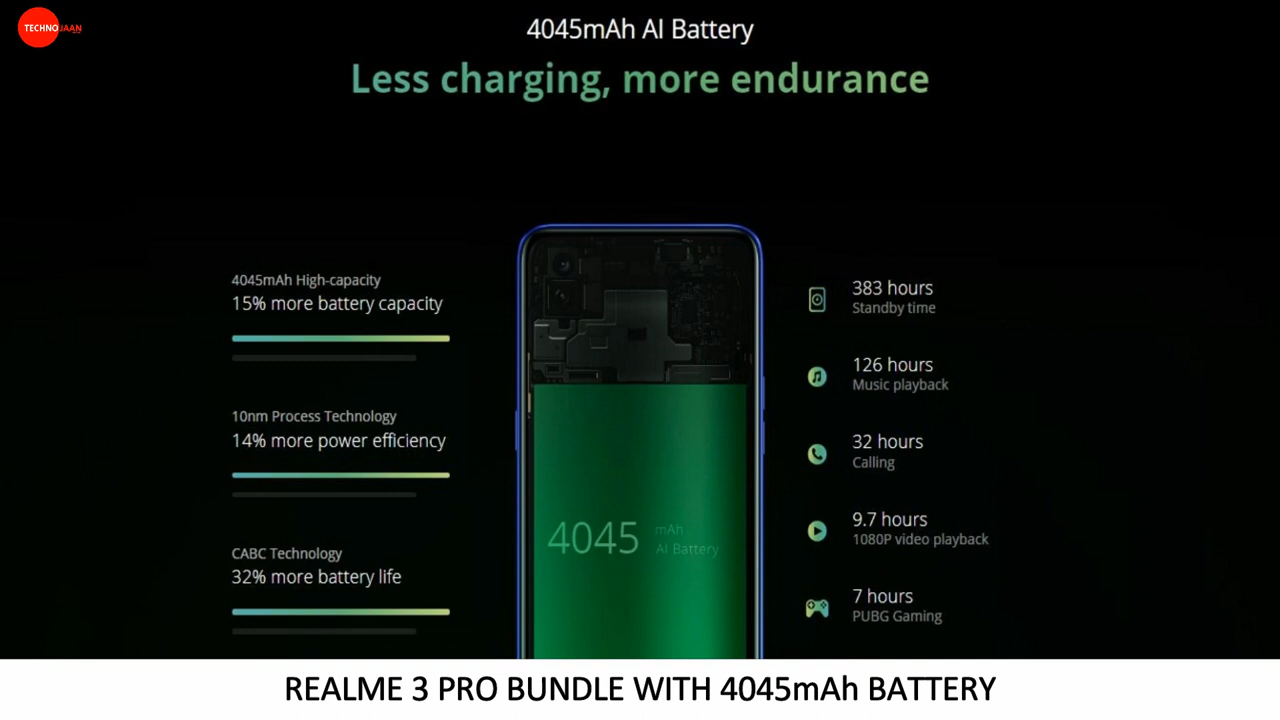 TECHNOJAAN
4045mAh AI Battery
Less charging, more endurance
4045mAh High-capacity
15% more battery capacity
10nm Process Technology
14% more power efficiency
CABC Technology
32% more battery life
4045 mAh
AI Battery
383 hours
Standby time
126 hours
Music playback
32 hours
Calling
9.7 hours
1080P video playback
7 hours
PUBG Gaming
REALME 3 PRO BUNDLE WITH 4045mAh BATTERY